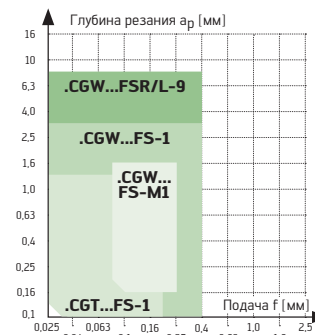 Глубина резания ap [мм]
16
10
6,3
4,0
2,5
1,6
1,0
0,63
0,4
0,25
0,16
0,1
.CGW...FSR/L-9
.CGW...FS-1
.CGW...
FS-M1
.CGT...FS-1
Подача f [мм]
0,025 0,063 0,16 0,4 1,0 2,5